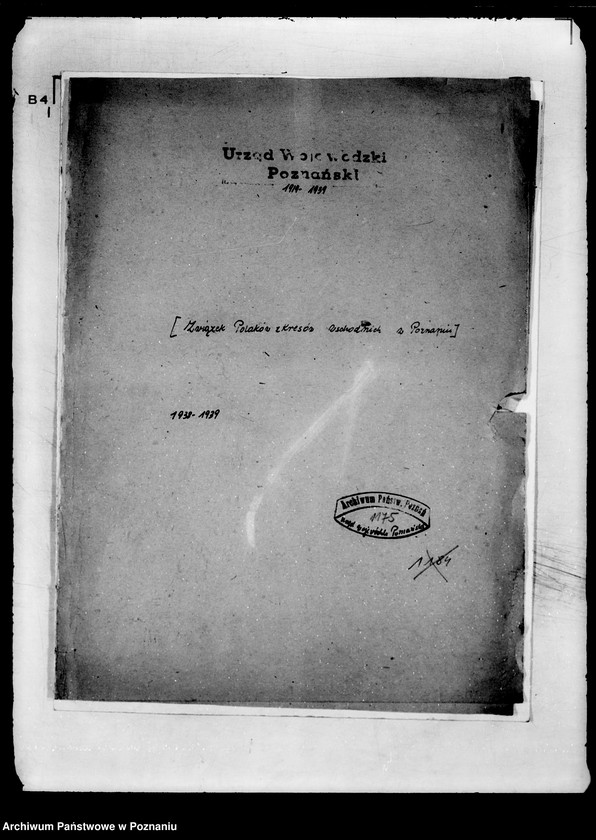 B4
Urząd Wojewódzki
Poznański
1919-1939
[Związek Polaków z Kresów Wschodnich w Poznaniu]
1938-1939
Archiwum Państw. Poznań
1175
Urząd Wojewódzki Poznański
1184
Archiwum Państwowe w Poznaniu